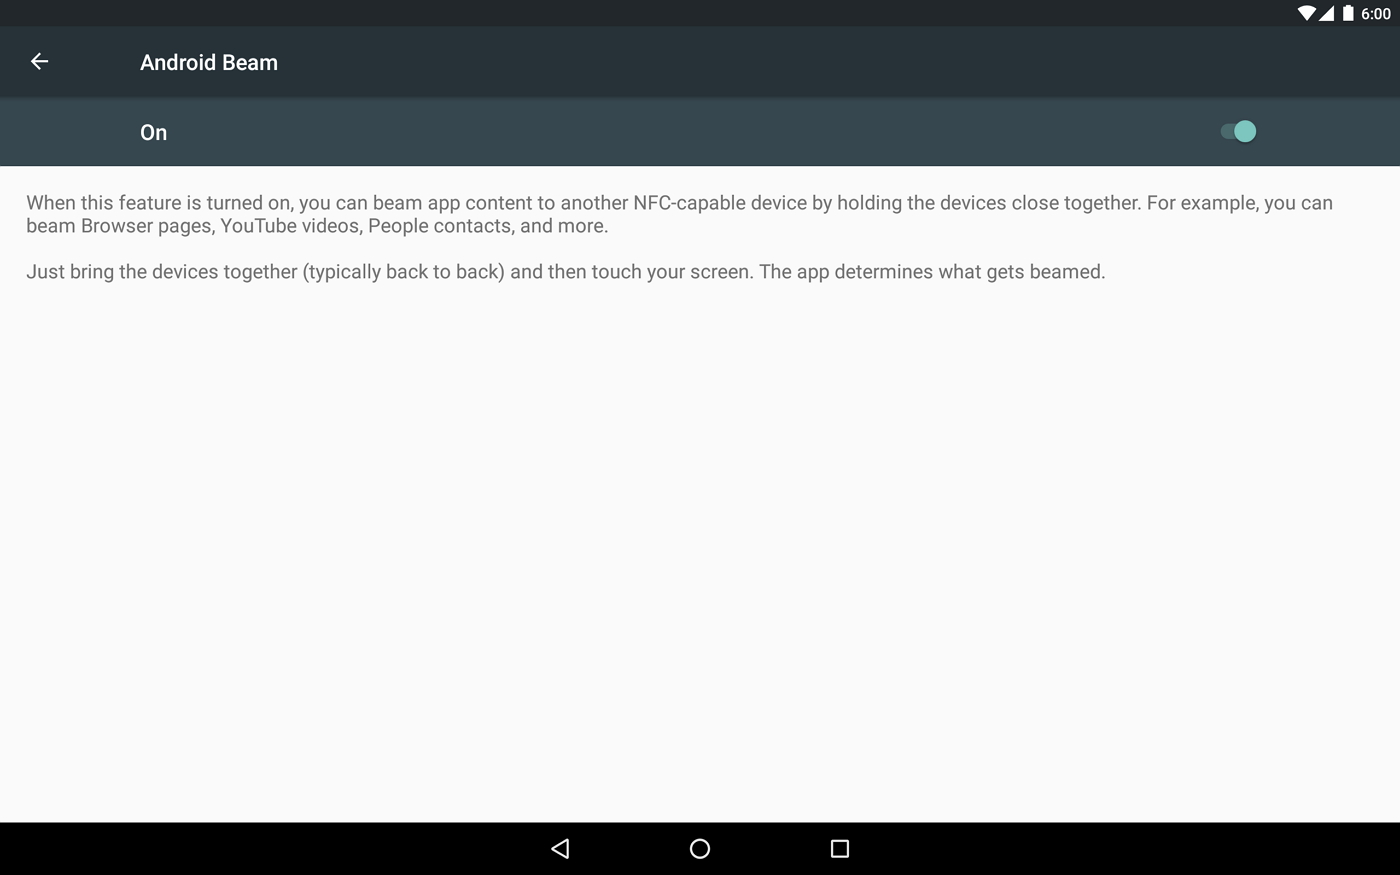 6:00
Android Beam
On
When this feature is turned on, you can beam app content to another NFC-capable device by holding the devices close together. For example, you can
beam Browser pages, YouTube videos, People contacts, and more.
Just bring the devices together (typically back to back) and then touch your screen. The app determines what gets beamed.